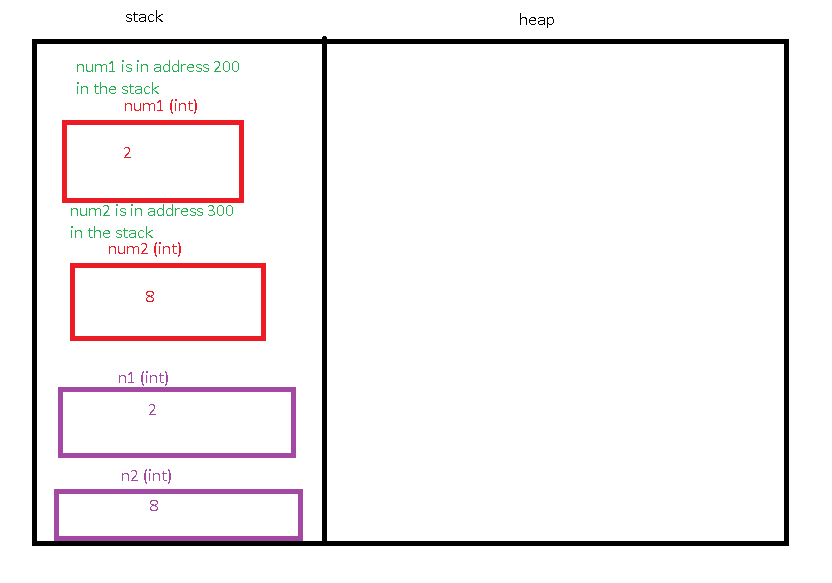 stack
heap
num1 is in address 200
in the stack
num1 (int)
2
num2 is in address 300
in the stack
num2 (int)
8
n1 (int)
2
n2 (int)
8